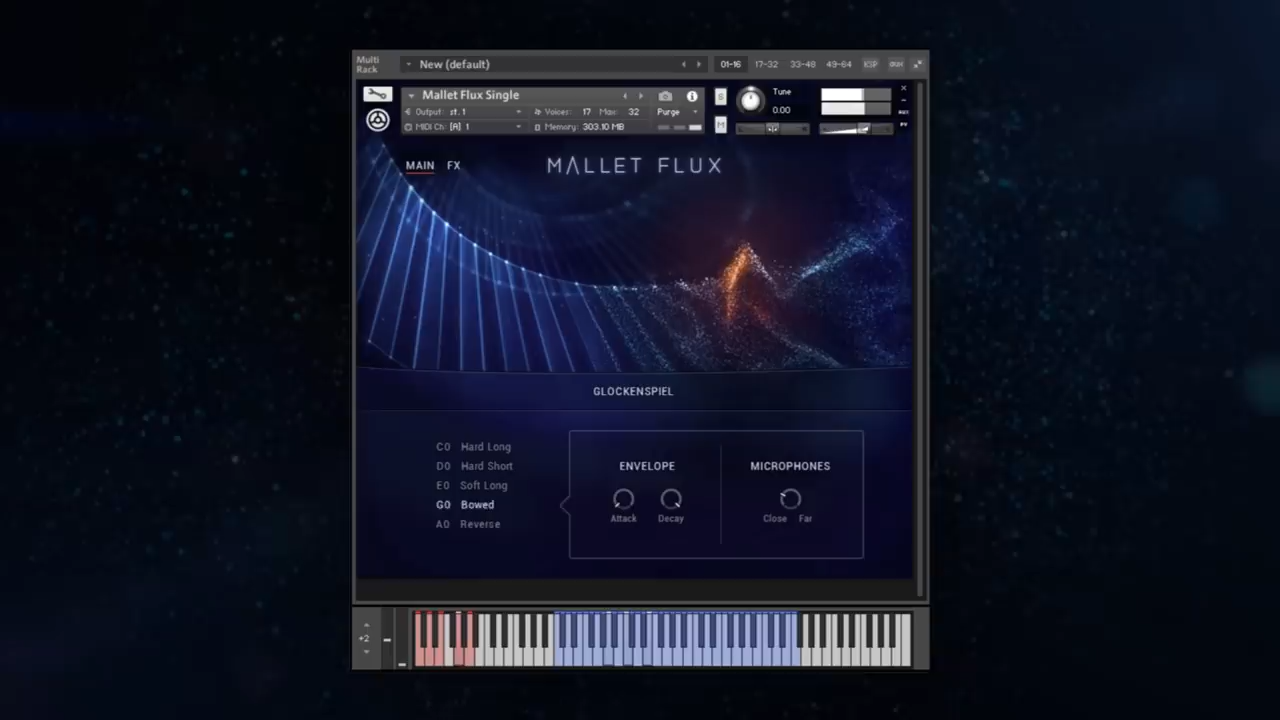 Multi Rack
New (default)
01-16 17-32 33-48 49-64 KSP AUX
Mallet Flux Single
Output: st.1 Voices: 17 Max: 32 Purge
MIDI Ch: [A] 1 Memory: 303.10 MB
S
M
Tune
0.00
AUX
PV
MAIN FX
MALLET FLUX
GLOCKENSPIEL
C0 Hard Long
D0 Hard Short
E0 Soft Long
G0 Bowed
A0 Reverse
ENVELOPE
Attack Decay
MICROPHONES
Close Far
+2